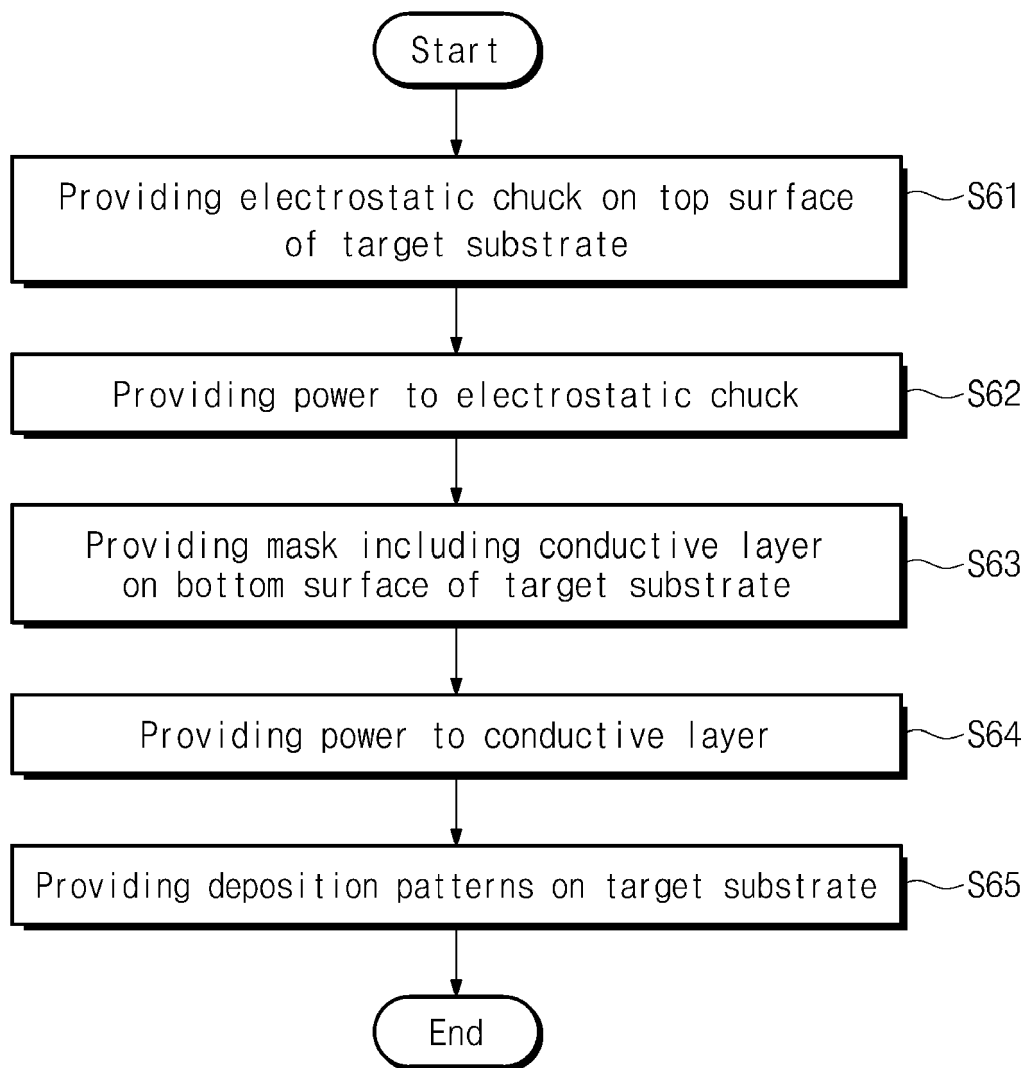 Start
Providing electrostatic chuck on top surface
of target substrate
S61
Providing power to electrostatic chuck
S62
Providing mask including conductive layer
on bottom surface of target substrate
S63
Providing power to conductive layer
S64
Providing deposition patterns on target substrate
S65
End